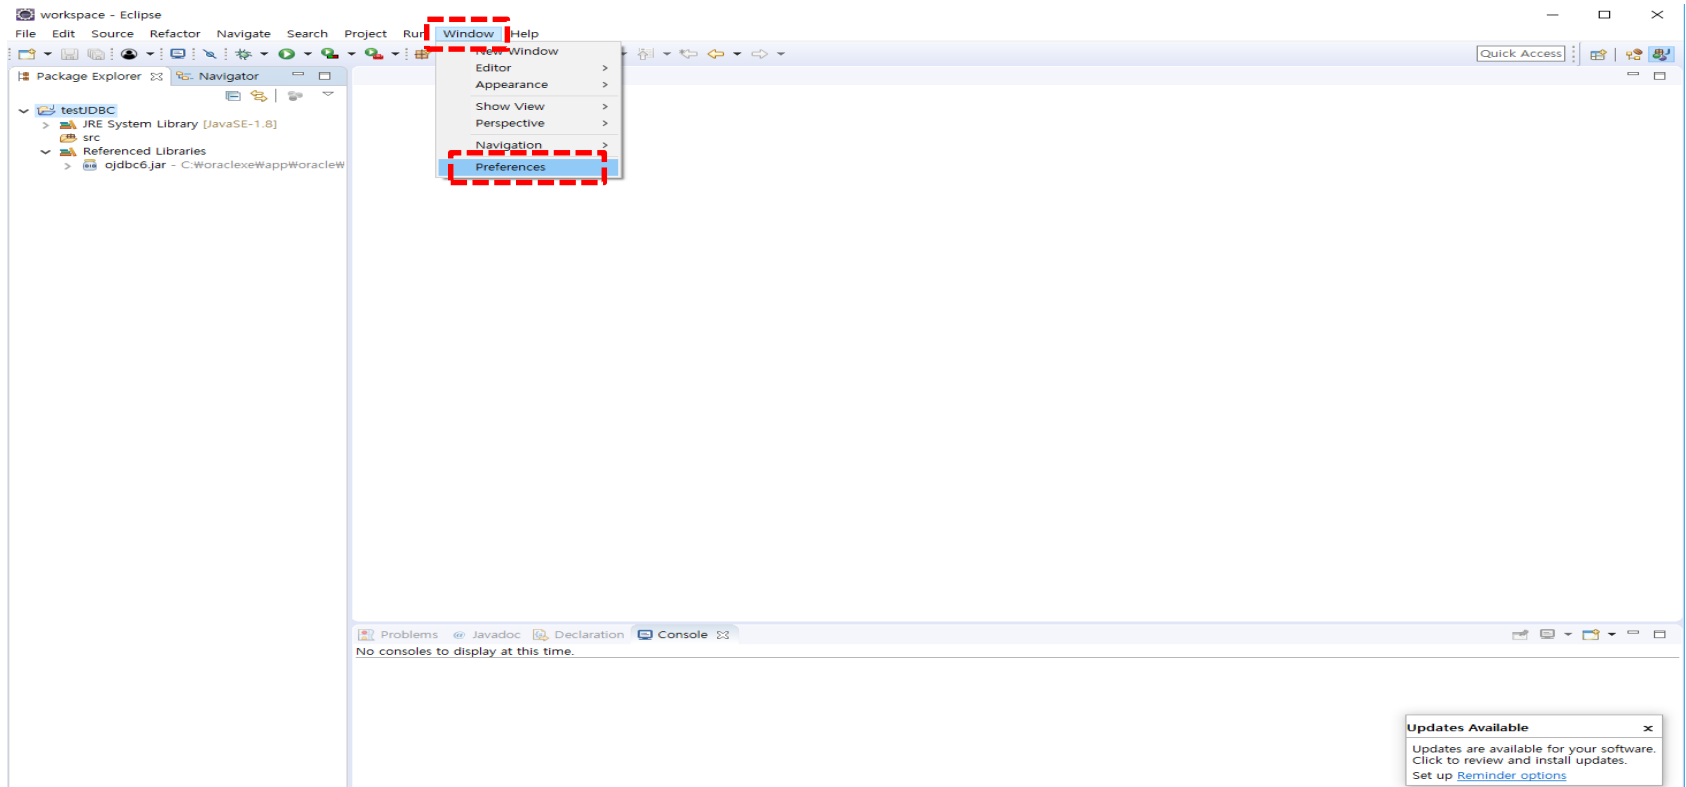 workspace - Eclipse
File Edit Source Refactor Navigate Search Project Run Window Help
New Window
Editor
Appearance
Show View
Perspective
Navigation
Preferences
Quick Access
Package Explorer Navigator
testJDBC
JRE System Library [JavaSE-1.8]
src
Referenced Libraries
ojdbc6.jar - C:₩oraclexe₩app₩oracle₩
Problems @ Javadoc Declaration Console
No consoles to display at this time.
Updates Available x
Updates are available for your software.
Click to review and install updates.
Set up Reminder options